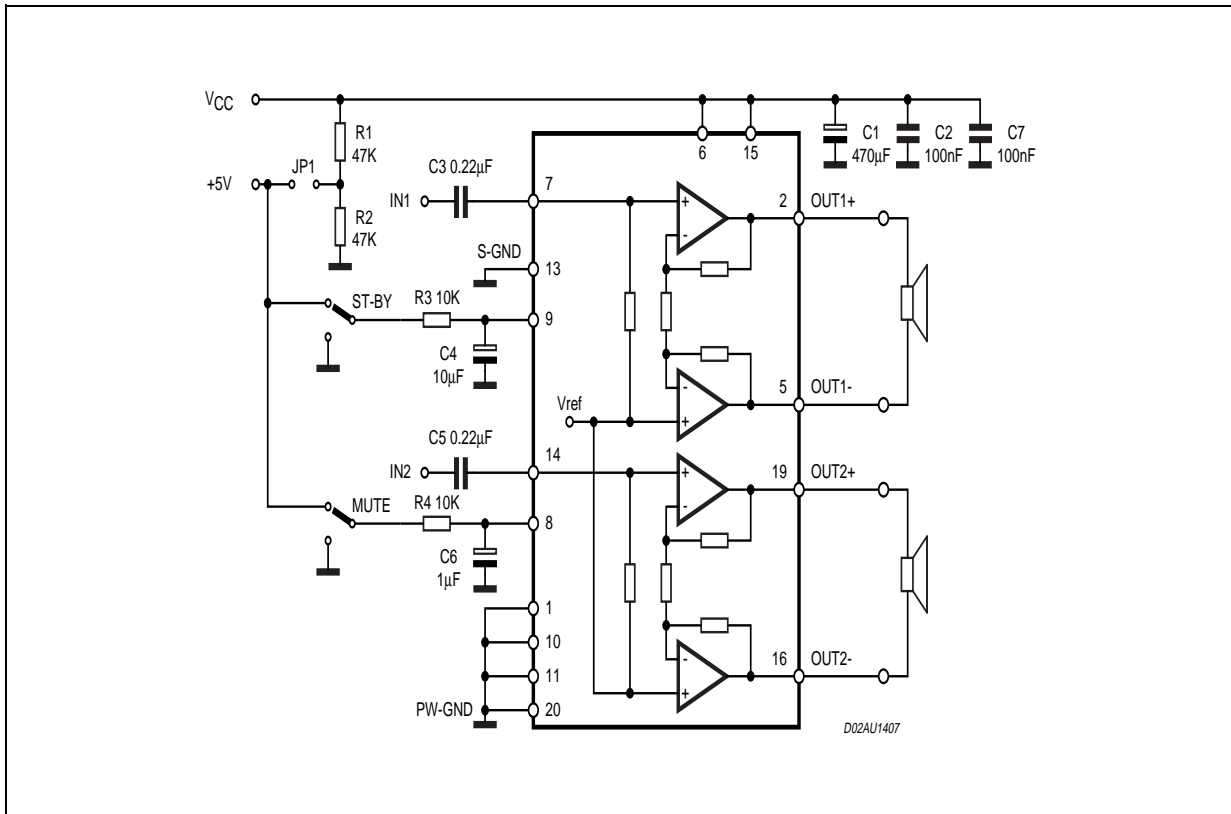 VCC
R1
47K
C1
470µF
C2
100nF
C7
100nF
6
15
+5V
JP1
C3 0.22µF
IN1
7
+
-
2
OUT1+
R2
47K
S-GND
13
ST-BY
R3 10K
9
C4
10µF
-
+
5
OUT1-
Vref
C5 0.22µF
IN2
14
+
-
19
OUT2+
MUTE
R4 10K
8
C6
1µF
1
10
11
PW-GND
20
-
+
16
OUT2-
D02AU1407